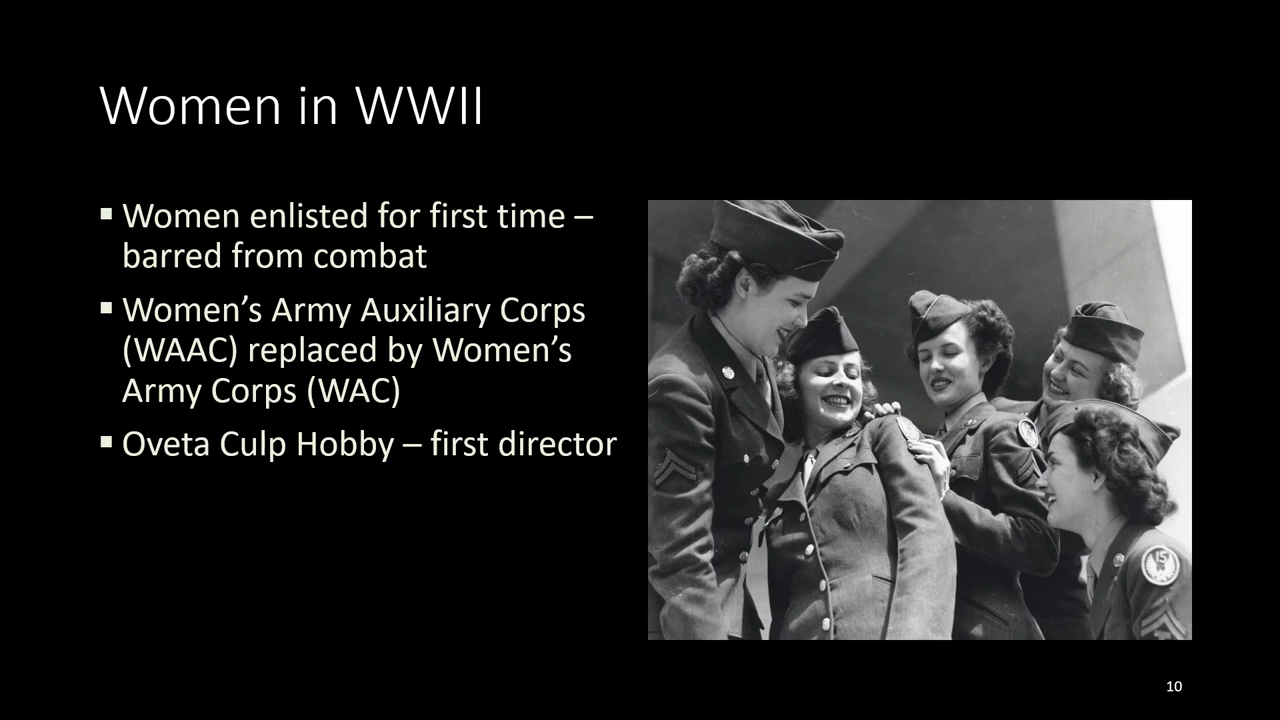 Women in WWII
▪ Women enlisted for first time –
barred from combat
▪ Women’s Army Auxiliary Corps
(WAAC) replaced by Women’s
Army Corps (WAC)
▪ Oveta Culp Hobby – first director
10